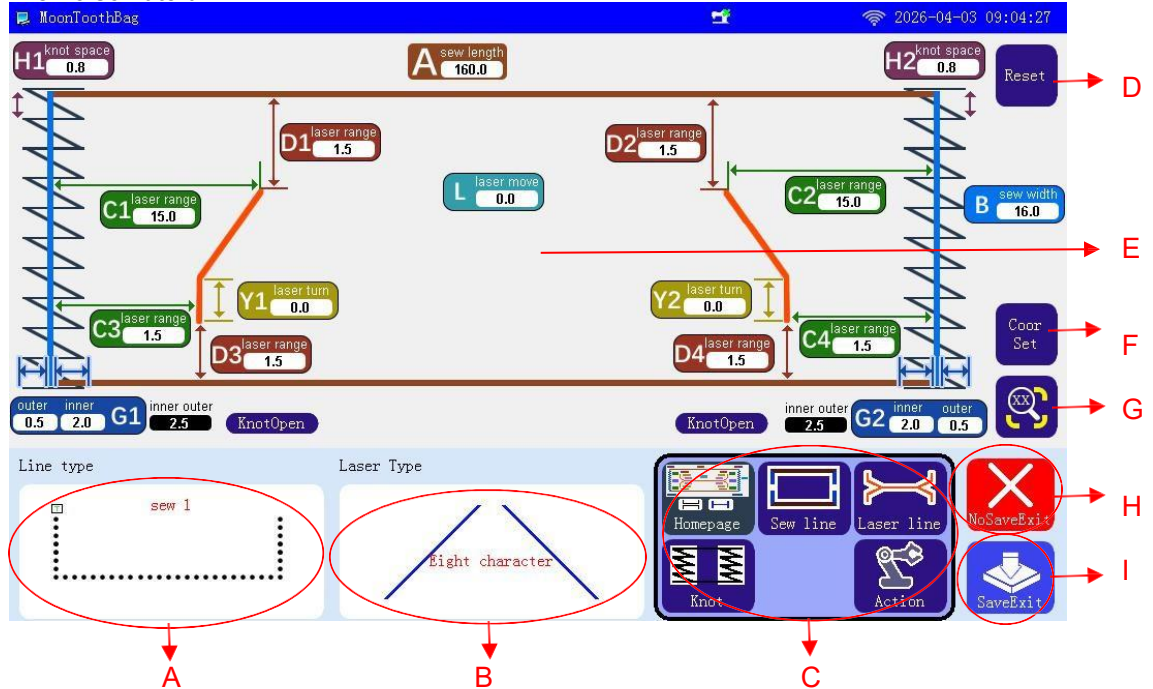 MoonToothBag 2026-04-03 09:04:27
H1 knot space 0.8
A sew length 160.0
H2 knot space 0.8
Reset
D
D1 laser range 1.5
D2 laser range 1.5
C1 laser range 15.0
L laser move 0.0
C2 laser range 15.0
B sew width 16.0
E
Y1 laser turn 0.0
Y2 laser turn 0.0
C3 laser range 1.5
D3 laser range 1.5
D4 laser range 1.5
C4 laser range 1.5
Coor
Set
F
outer inner
0.5 2.0 G1
inner outer
2.5
KnotOpen
KnotOpen
inner outer
2.5
G2 inner outer
2.0 0.5
XX
G
Line type
sew 1
Laser Type
Eight character
Homepage
Sew line
Laser line
Knot
Action
NoSaveExit
H
SaveExit
I
A
B
C